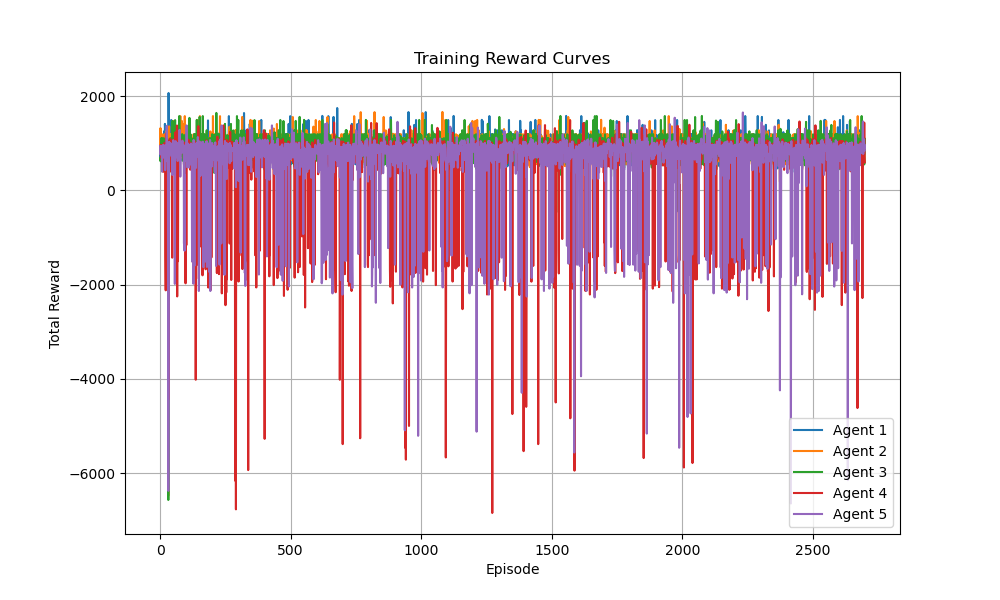 Training Reward Curves
Total Reward
2000
0
−2000
−4000
−6000
0
500
1000
1500
2000
2500
Episode
Agent 1
Agent 2
Agent 3
Agent 4
Agent 5